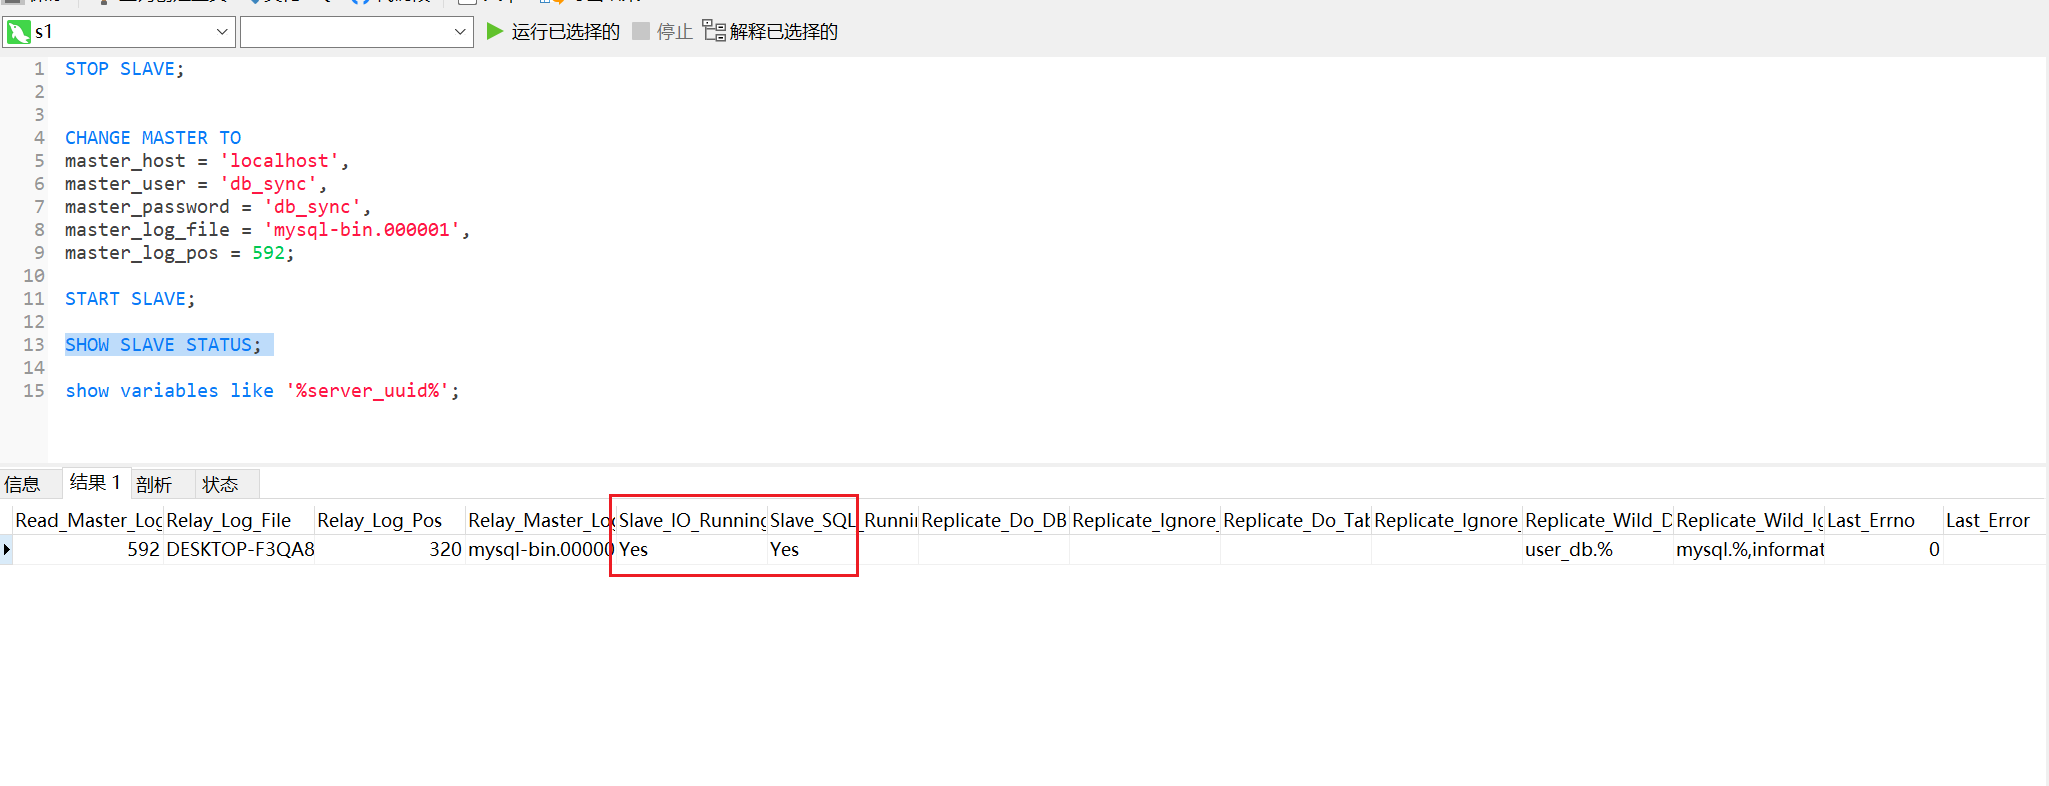 s1
运行已选择的 停止 解释已选择的
1 STOP SLAVE;
2
3
4 CHANGE MASTER TO
5 master_host = 'localhost',
6 master_user = 'db_sync',
7 master_password = 'db_sync',
8 master_log_file = 'mysql-bin.000001',
9 master_log_pos = 592;
10
11 START SLAVE;
12
13 SHOW SLAVE STATUS;
14
15 show variables like '%server_uuid%';
信息 结果 1 剖析 状态
Read_Master_Log Relay_Log_File Relay_Log_Pos Relay_Master_Log Slave_IO_Running Slave_SQL_Runnin Replicate_Do_DB Replicate_Ignore_ Replicate_Do_Tab Replicate_Ignore_ Replicate_Wild_D Replicate_Wild_Ig Last_Errno Last_Error
592 DESKTOP-F3QA8 320 mysql-bin.00000 Yes Yes user_db.% mysql.%,informat 0